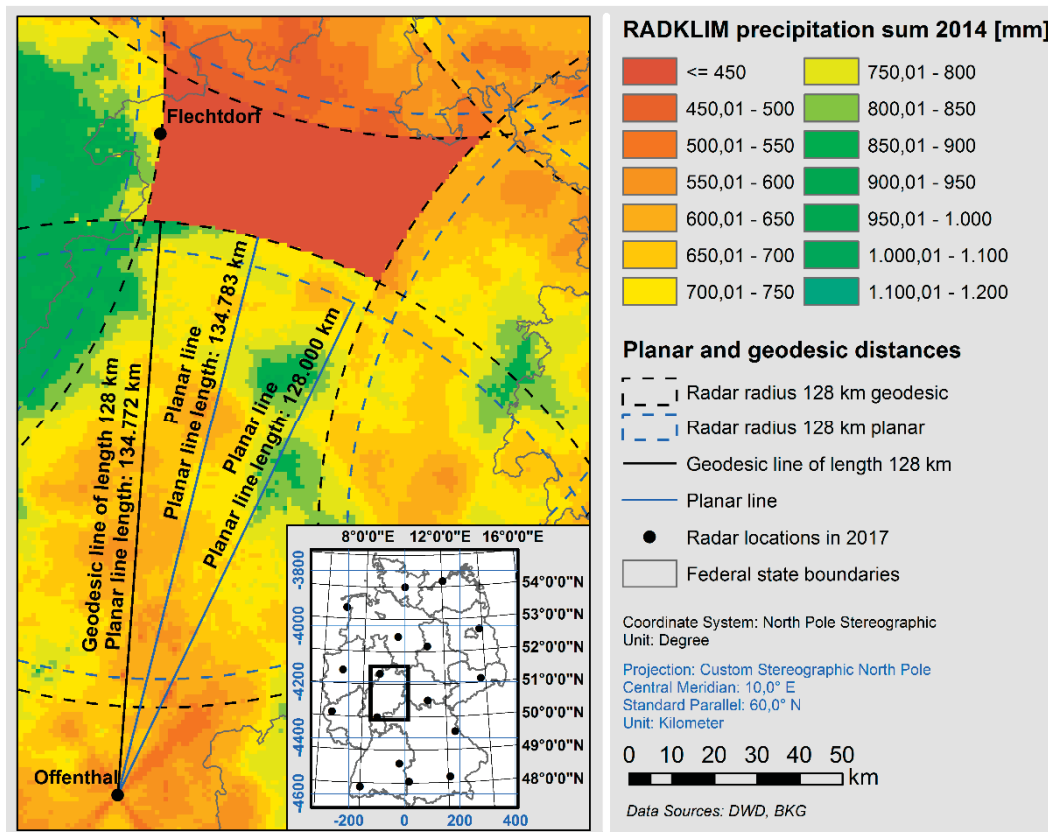 Flechtdorf
Geodesic line of length 128 km
Planar line length: 134.772 km
Planar line
Planar line length: 134.783 km
Planar line
Planar line length: 128.000 km
Offenthal
8°0'0"E 12°0'0"E 16°0'0"E
-3800
-4000
-4200
-4400
-4600
54°0'0"N
53°0'0"N
52°0'0"N
51°0'0"N
50°0'0"N
49°0'0"N
48°0'0"N
-200 0 200 400
RADKLIM precipitation sum 2014 [mm]
<= 450
450,01 - 500
500,01 - 550
550,01 - 600
600,01 - 650
650,01 - 700
700,01 - 750
750,01 - 800
800,01 - 850
850,01 - 900
900,01 - 950
950,01 - 1.000
1.000,01 - 1.100
1.100,01 - 1.200
Planar and geodesic distances
Radar radius 128 km geodesic
Radar radius 128 km planar
Geodesic line of length 128 km
Planar line
Radar locations in 2017
Federal state boundaries
Coordinate System: North Pole Stereographic
Unit: Degree
Projection: Custom Stereographic North Pole
Central Meridian: 10,0° E
Standard Parallel: 60,0° N
Unit: Kilometer
0 10 20 30 40 50
km
Data Sources: DWD, BKG